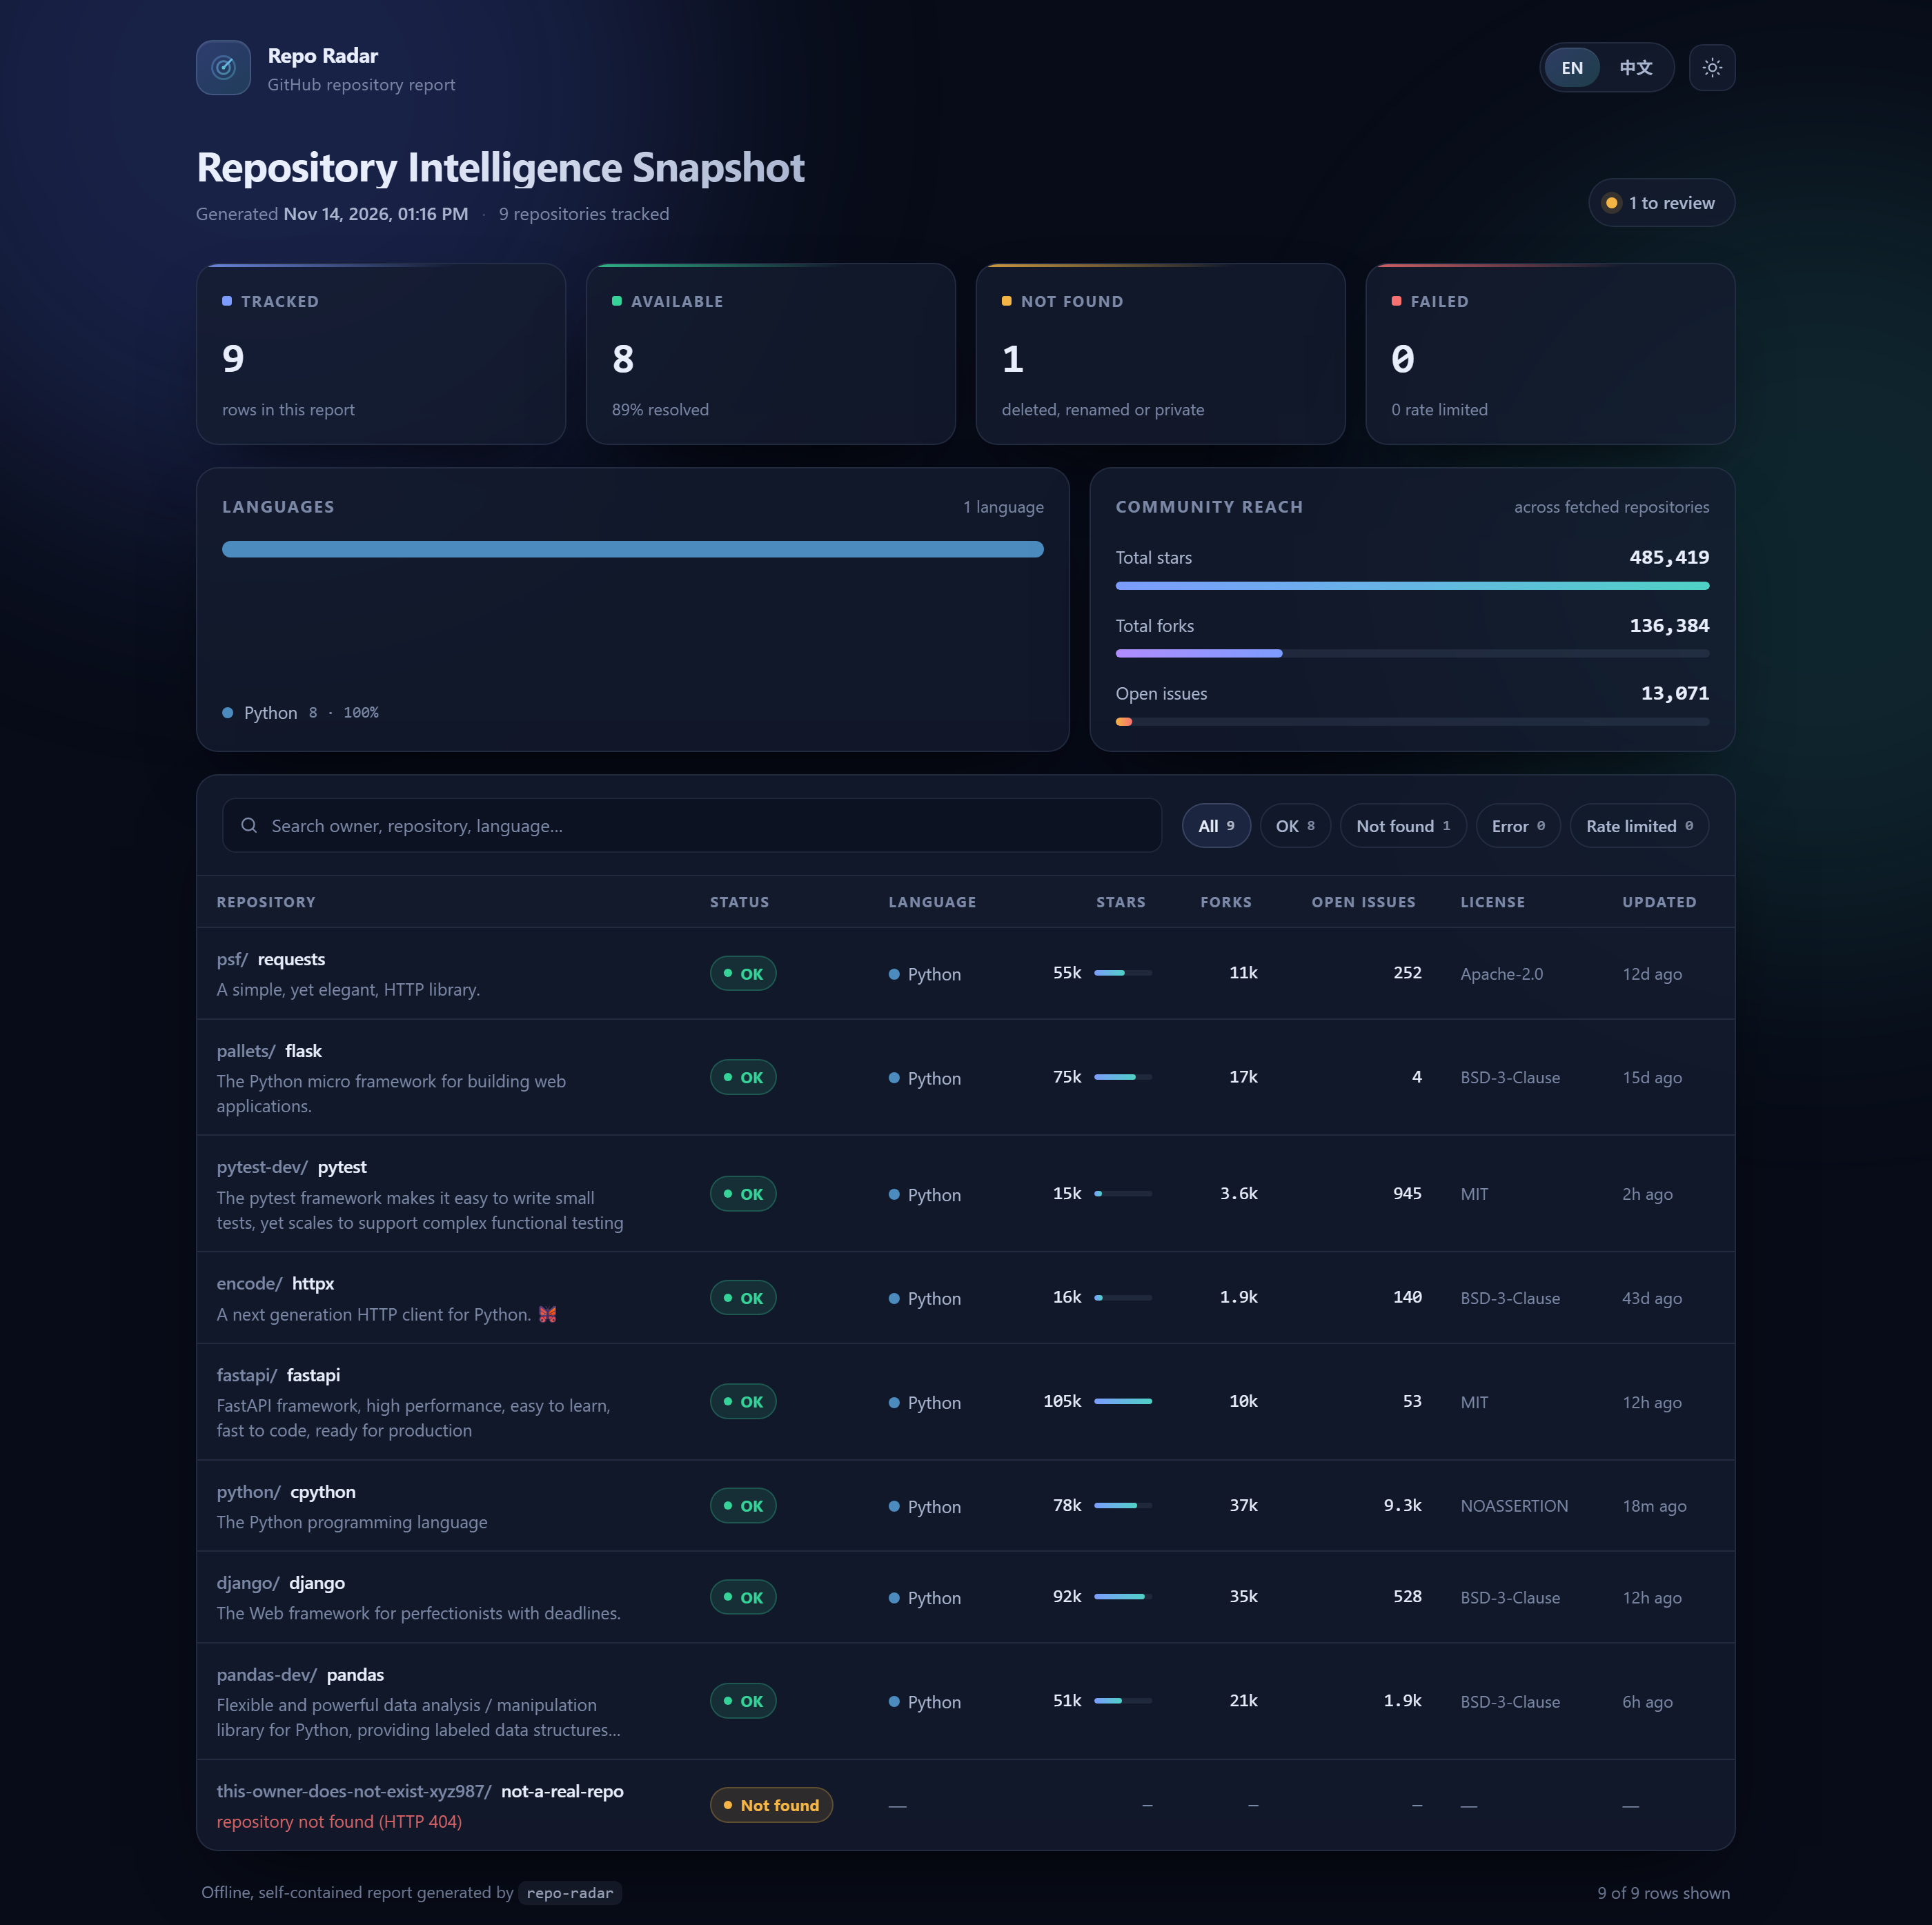 Repo Radar
GitHub repository report
EN 中文
Repository Intelligence Snapshot
Generated Nov 14, 2026, 01:16 PM · 9 repositories tracked
1 to review
TRACKED
9
rows in this report
AVAILABLE
8
89% resolved
NOT FOUND
1
deleted, renamed or private
FAILED
0
0 rate limited
LANGUAGES 1 language
Python 8 · 100%
COMMUNITY REACH across fetched repositories
Total stars 485,419
Total forks 136,384
Open issues 13,071
Search owner, repository, language...
All 9 OK 8 Not found 1 Error 0 Rate limited 0
REPOSITORY STATUS LANGUAGE STARS FORKS OPEN ISSUES LICENSE UPDATED
psf/ requests
A simple, yet elegant, HTTP library.
OK Python 55k 11k 252 Apache-2.0 12d ago
pallets/ flask
The Python micro framework for building web
applications.
OK Python 75k 17k 4 BSD-3-Clause 15d ago
pytest-dev/ pytest
The pytest framework makes it easy to write small
tests, yet scales to support complex functional testing
OK Python 15k 3.6k 945 MIT 2h ago
encode/ httpx
A next generation HTTP client for Python. 🦋
OK Python 16k 1.9k 140 BSD-3-Clause 43d ago
fastapi/ fastapi
FastAPI framework, high performance, easy to learn,
fast to code, ready for production
OK Python 105k 10k 53 MIT 12h ago
python/ cpython
The Python programming language
OK Python 78k 37k 9.3k NOASSERTION 18m ago
django/ django
The Web framework for perfectionists with deadlines.
OK Python 92k 35k 528 BSD-3-Clause 12h ago
pandas-dev/ pandas
Flexible and powerful data analysis / manipulation
library for Python, providing labeled data structures...
OK Python 51k 21k 1.9k BSD-3-Clause 6h ago
this-owner-does-not-exist-xyz987/ not-a-real-repo
repository not found (HTTP 404)
Not found — – – – — —
Offline, self-contained report generated by repo-radar
9 of 9 rows shown